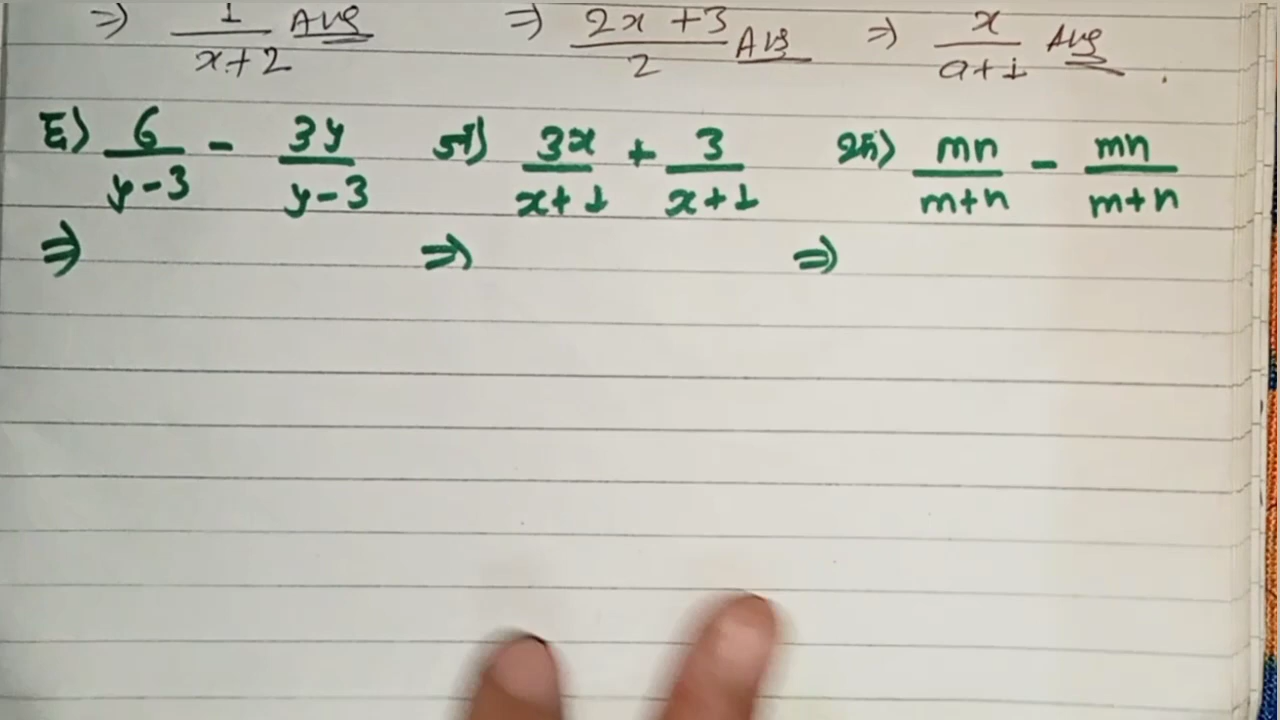 ⇒ 1/(x+2) Ans ⇒ (2x+3)/2 Ans ⇒ x/(a+1) Ans
6/(y-3) - 3y/(y-3) 3x/(x+1) + 3/(x+1) mn/(m+n) - mn/(m+n)
⇒ ⇒ ⇒